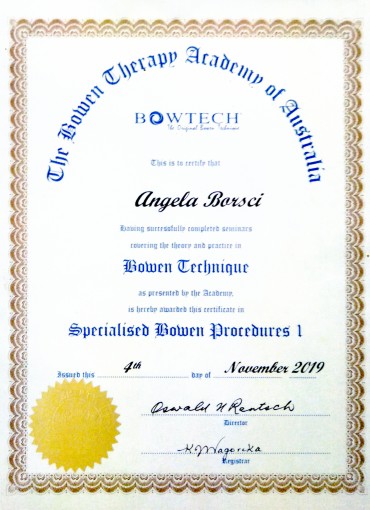 The Bowen Therapy Academy of Australia
BOWTECH
The Original Bowen Technique
This is to certify that
Angela Borsci
Having successfully completed seminars
covering the theory and practice in
Bowen Technique
as presented by the Academy,
is hereby awarded this certificate in
Specialised Bowen Procedures 1
Issued this 4th day of November 2019
Oswald N Rentsch
Director
Registrar